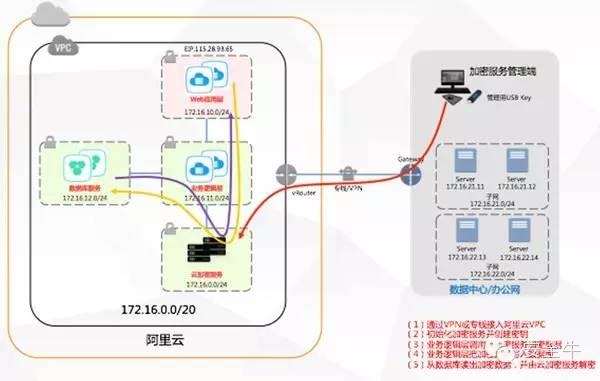 VPC
EIP:115.28.93.65
Web应用层
172.16.10.0/24
数据库服务
172.16.12.0/24
业务逻辑层
172.16.11.0/24
云加密服务
172.16.0.0/24
172.16.0.0/20
阿里云
vRouter
专线/VPN
Gateway
加密服务管理端
管理用USB Key
Server
172.16.21.11
Server
172.16.21.12
子网
172.16.21.0/24
Server
172.16.22.13
Server
172.16.22.14
子网
172.16.22.0/24
数据中心/办公网
（1）通过VPN或专线接入阿里云VPC
（2）初始化加密服务并创建密钥
（3）业务逻辑层调用
（4）业务逻辑层把加
（5）从数据库读出加密数据，并由云加密服务解密